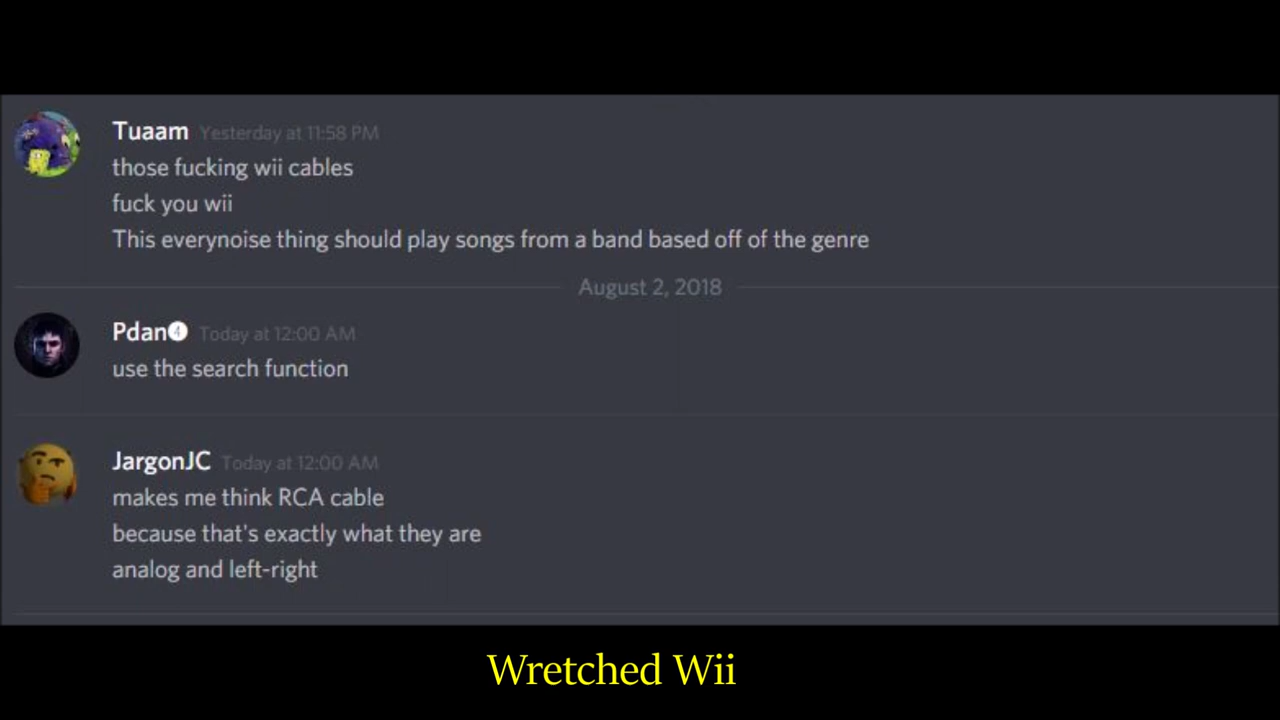 Tuaam Yesterday at 11:58 PM
those fucking wii cables
fuck you wii
This everynoise thing should play songs from a band based off of the genre
August 2, 2018
Pdan❹ Today at 12:00 AM
use the search function
JargonJC Today at 12:00 AM
makes me think RCA cable
because that's exactly what they are
analog and left-right
Wretched Wii